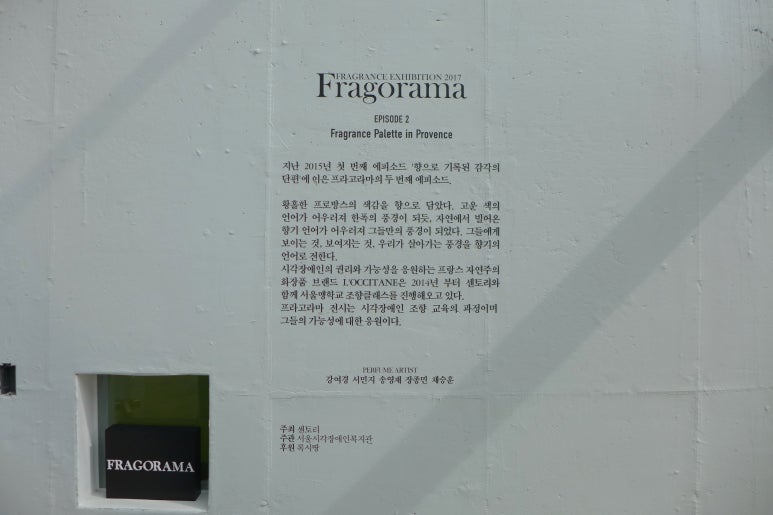 FRAGRANCE EXHIBITION 2017
Fragorama
EPISODE 2
Fragrance Palette in Provence
지난 2015년 첫 번째 에피소드 '향으로 기록된 감각의
단편'에 이은 프라고라마의 두 번째 에피소드.
황홀한 프로방스의 색감을 향으로 담았다. 고운 색의
언어가 어우러져 한폭의 풍경이 되듯, 자연에서 빌여온
향기 언어가 어우러져 그들만의 풍경이 되었다. 그들에게
보이는 것, 보여지는 것, 우리가 살아가는 풍경을 향기의
언어로 전한다.
시각장애인의 권리와 가능성을 응원하는 프랑스 자연주의
화장품 브랜드 L'OCCITANE은 2014년 부터 센토리와
함께 서울맹학교 조향클래스를 진행해오고 있다.
프라고라마 전시는 시각장애인 조향 교육의 과정이며
그들의 가능성에 대한 응원이다.
PERFUME ARTIST
강여경 서민지 송영재 장종민 채승훈
주최 센토리
주관 서울시각장애인복지관
후원 록시땅
FRAGORAMA